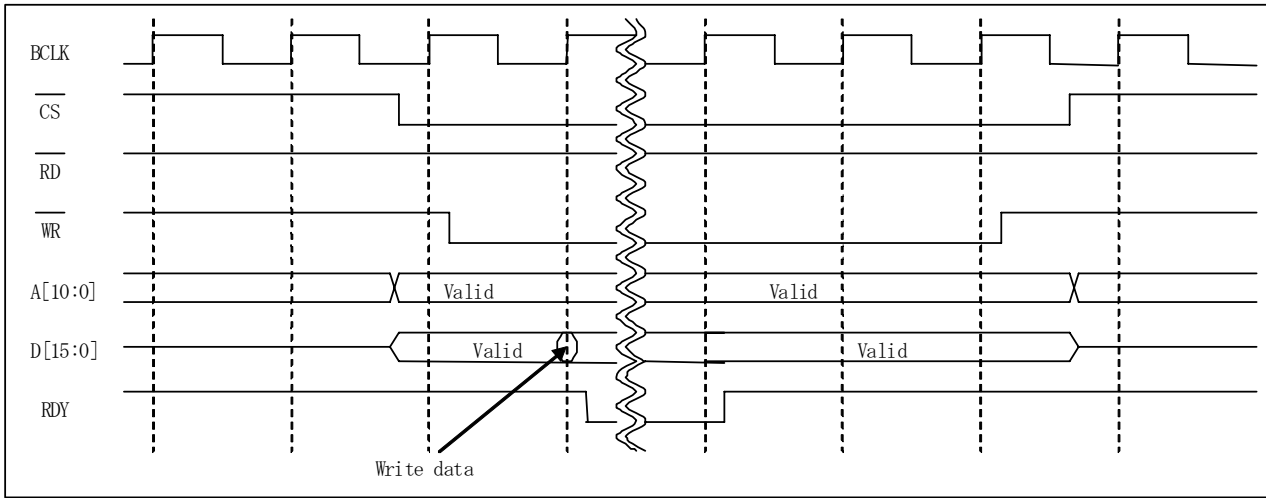 BCLK
CS
RD
WR
A[10:0] Valid Valid
D[15:0] Valid Valid
RDY
Write data